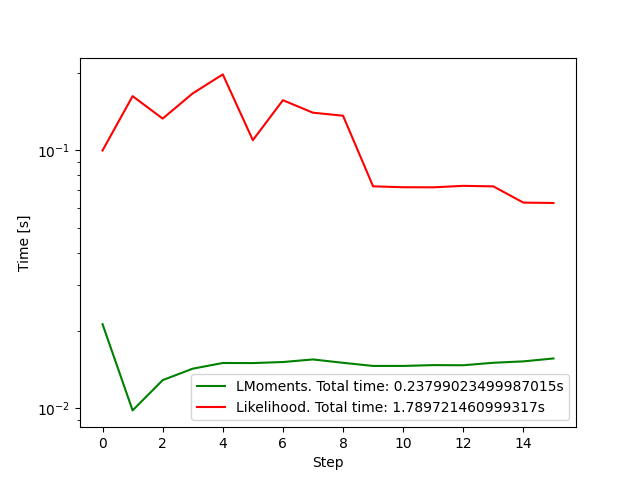 10⁻¹
10⁻²
Time [s]
LMoments. Total time: 0.23799023499987015s
Likelihood. Total time: 1.789721460999317s
0 2 4 6 8 10 12 14
Step